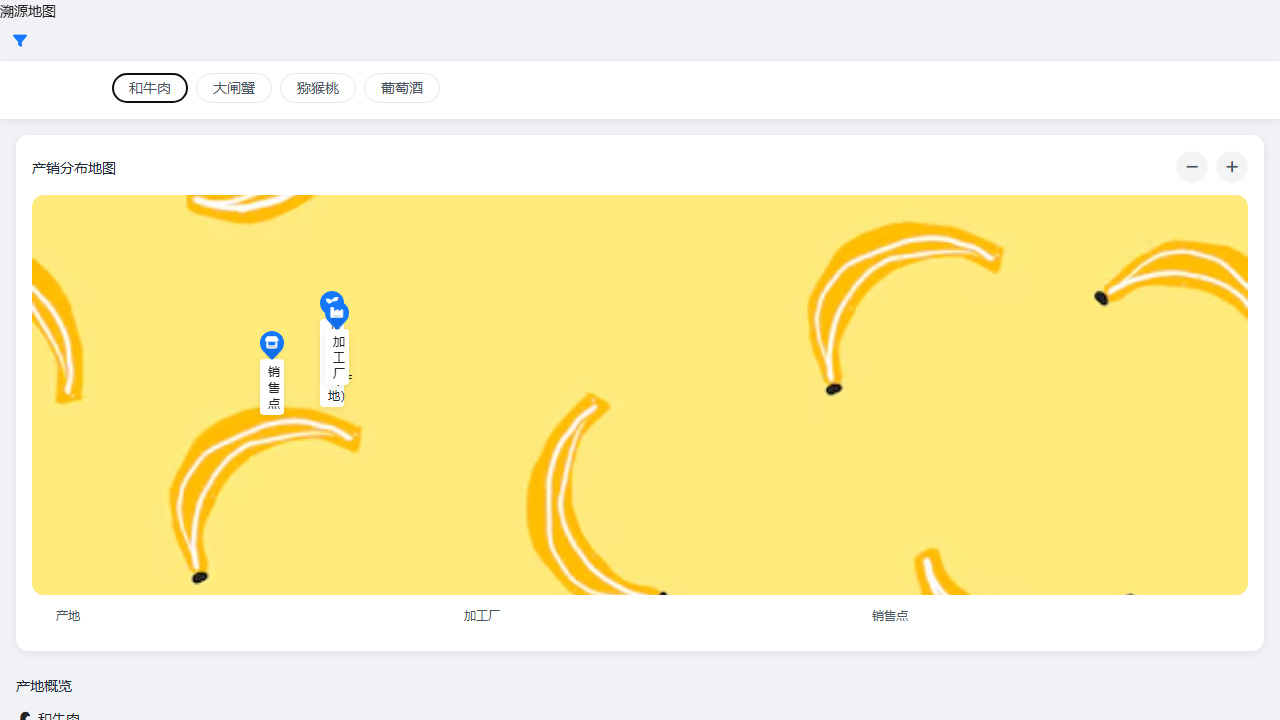 溯源地图
和牛肉
大闸蟹
猕猴桃
葡萄酒
产销分布地图
加工厂
地）
销售点
产地
加工厂
销售点
产地概览
和牛肉